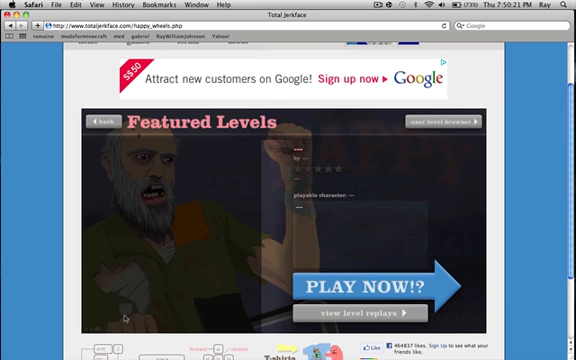 Safari File Edit View History Bookmarks Window Help (73%) Thu 7:50:21 PM Ray
Total Jerkface
http://www.totaljerkface.com/happy_wheels.php
Google
romaine modsforminecraft med gabriel RayWilliamJohnson Yahoo!
S$50
Attract new customers on Google! Sign up now Google
back
Featured Levels
user level browser
---
by --
--
playable character: --
---
PLAY NOW!?
view level replays
T-shirts
Like 464837 likes. Sign Up to see what your
friends like.